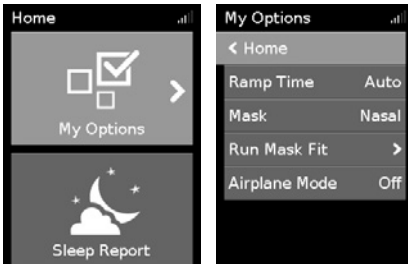 Home
My Options
Sleep Report
My Options
< Home
Ramp Time Auto
Mask Nasal
Run Mask Fit >
Airplane Mode Off